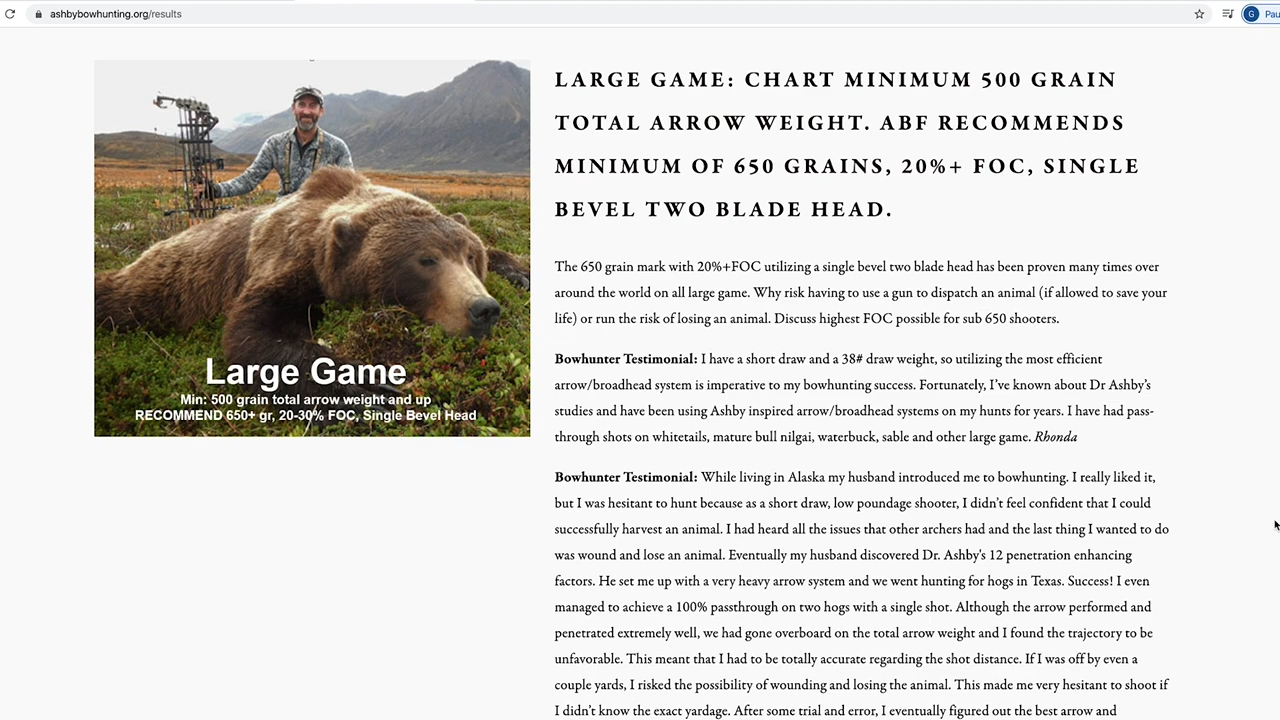 ashbybowhunting.org/results
G Pau
LARGE GAME: CHART MINIMUM 500 GRAIN
TOTAL ARROW WEIGHT. ABF RECOMMENDS
MINIMUM OF 650 GRAINS, 20%+ FOC, SINGLE
BEVEL TWO BLADE HEAD.
Large Game
Min: 500 grain total arrow weight and up
RECOMMEND 650+ gr, 20-30% FOC, Single Bevel Head
The 650 grain mark with 20%+FOC utilizing a single bevel two blade head has been proven many times over
around the world on all large game. Why risk having to use a gun to dispatch an animal (if allowed to save your
life) or run the risk of losing an animal. Discuss highest FOC possible for sub 650 shooters.
Bowhunter Testimonial: I have a short draw and a 38# draw weight, so utilizing the most efficient
arrow/broadhead system is imperative to my bowhunting success. Fortunately, I've known about Dr Ashby's
studies and have been using Ashby inspired arrow/broadhead systems on my hunts for years. I have had pass-
through shots on whitetails, mature bull nilgai, waterbuck, sable and other large game. Rhonda
Bowhunter Testimonial: While living in Alaska my husband introduced me to bowhunting. I really liked it,
but I was hesitant to hunt because as a short draw, low poundage shooter, I didn't feel confident that I could
successfully harvest an animal. I had heard all the issues that other archers had and the last thing I wanted to do
was wound and lose an animal. Eventually my husband discovered Dr. Ashby's 12 penetration enhancing
factors. He set me up with a very heavy arrow system and we went hunting for hogs in Texas. Success! I even
managed to achieve a 100% passthrough on two hogs with a single shot. Although the arrow performed and
penetrated extremely well, we had gone overboard on the total arrow weight and I found the trajectory to be
unfavorable. This meant that I had to be totally accurate regarding the shot distance. If I was off by even a
couple yards, I risked the possibility of wounding and losing the animal. This made me very hesitant to shoot if
I didn't know the exact yardage. After some trial and error, I eventually figured out the best arrow and